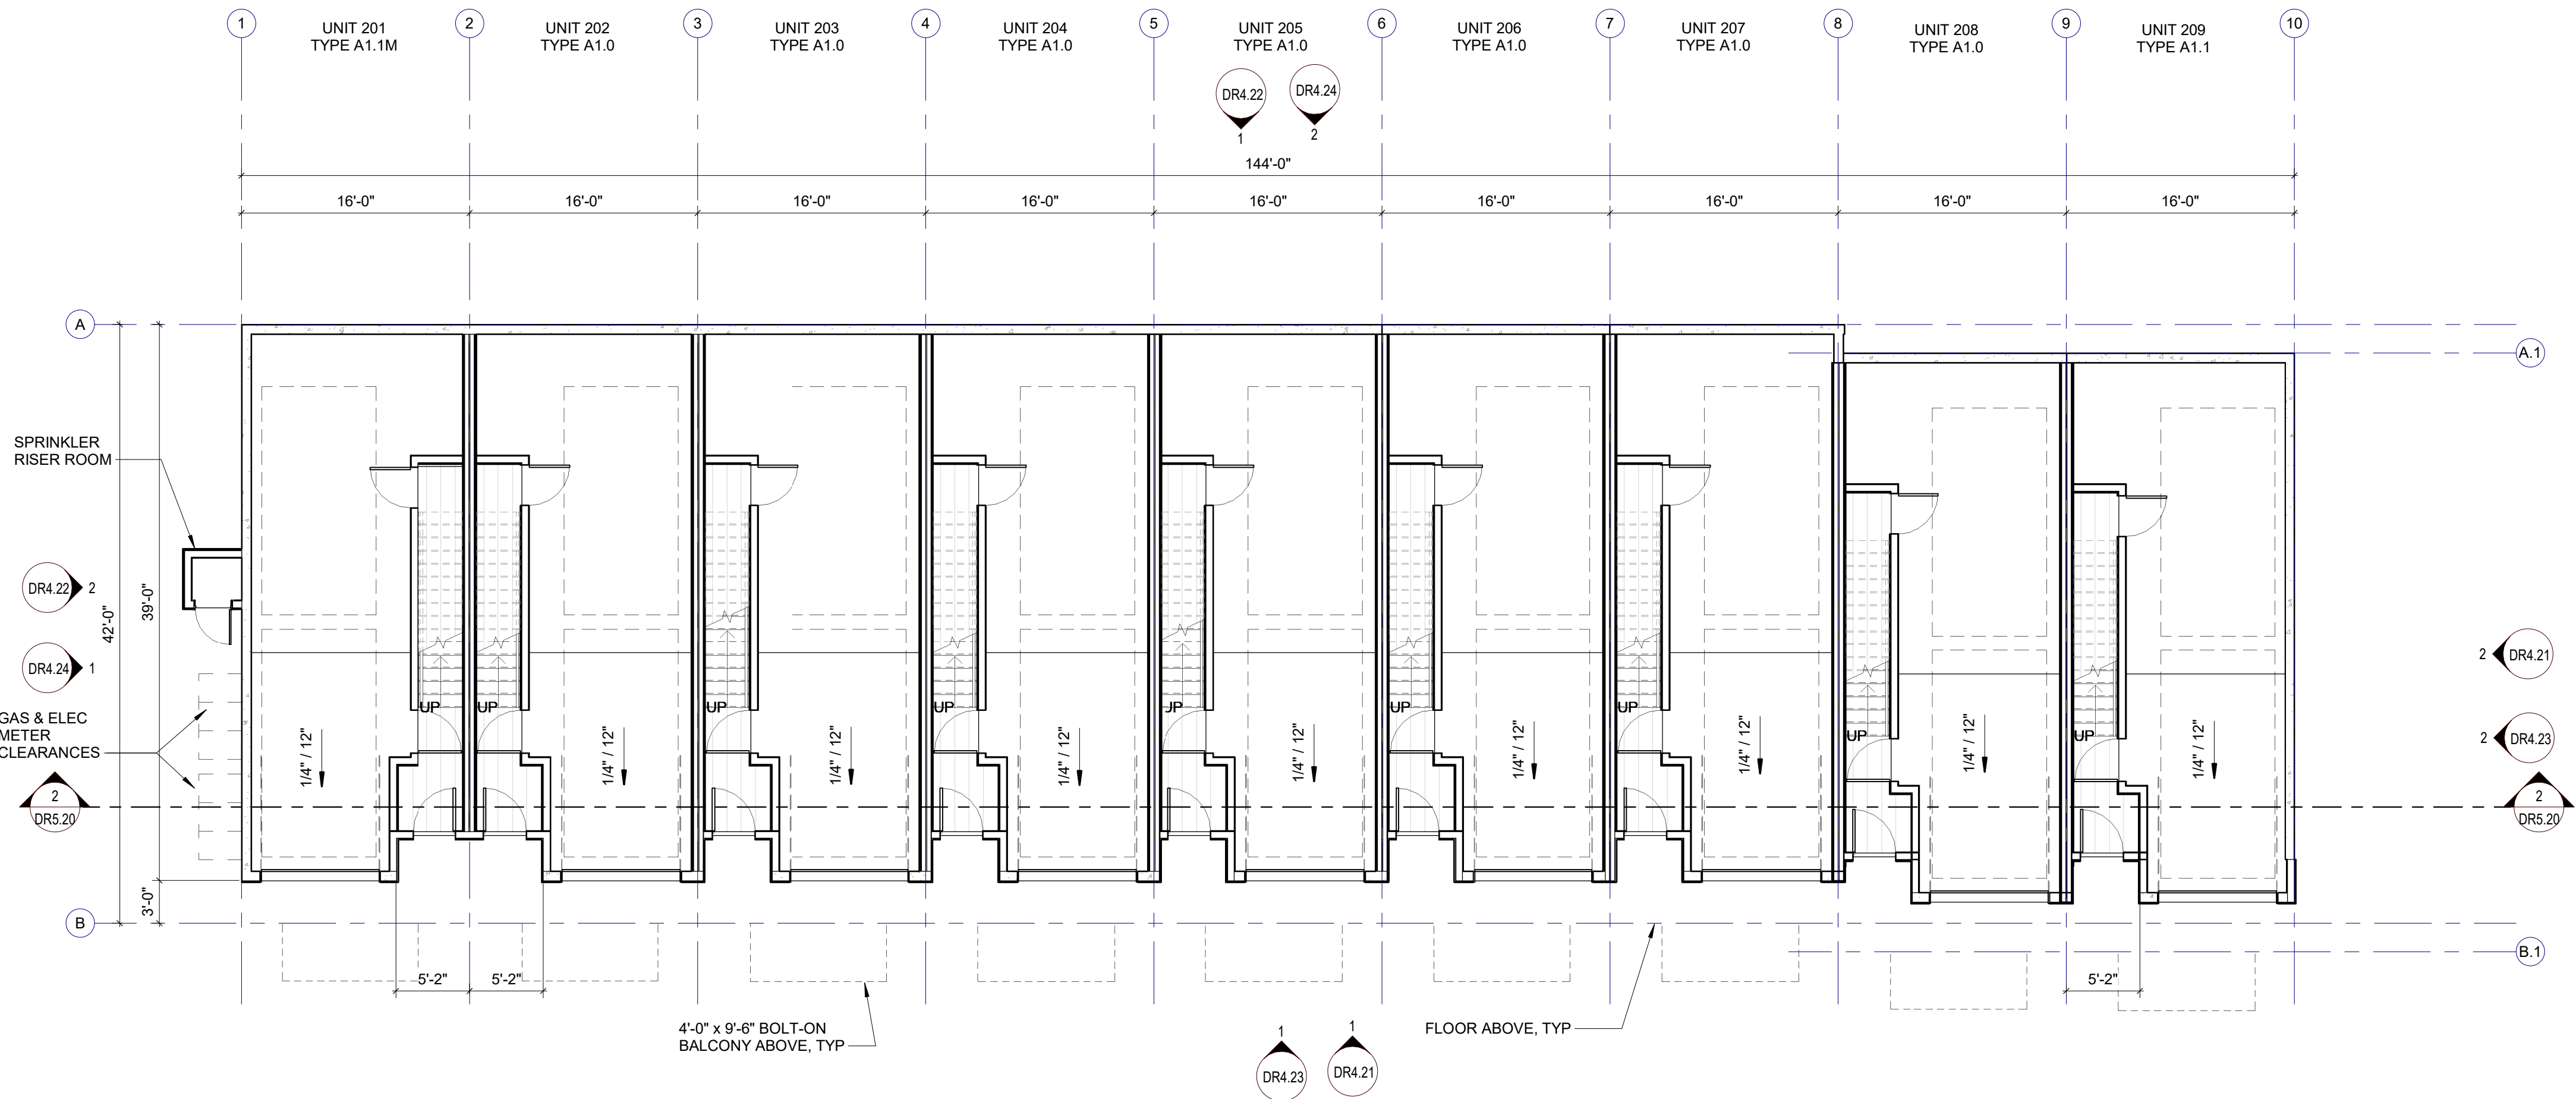 1
UNIT 201
TYPE A1.1M
2
UNIT 202
TYPE A1.0
3
UNIT 203
TYPE A1.0
4
UNIT 204
TYPE A1.0
5
UNIT 205
TYPE A1.0
6
UNIT 206
TYPE A1.0
7
UNIT 207
TYPE A1.0
8
UNIT 208
TYPE A1.0
9
UNIT 209
TYPE A1.1
10
DR4.22
1
DR4.24
2
144'-0"
16'-0"
16'-0"
16'-0"
16'-0"
16'-0"
16'-0"
16'-0"
16'-0"
16'-0"
A
A.1
SPRINKLER
RISER ROOM
DR4.22
2
42'-0"
39'-0"
DR4.24
1
2
DR4.21
GAS & ELEC
METER
CLEARANCES
UP
UP
UP
UP
UP
UP
UP
UP
UP
2
DR4.23
1/4" / 12"
1/4" / 12"
1/4" / 12"
1/4" / 12"
1/4" / 12"
1/4" / 12"
1/4" / 12"
1/4" / 12"
1/4" / 12"
2
DR5.20
2
DR5.20
3'-0"
B
B.1
5'-2"
5'-2"
5'-2"
4'-0" x 9'-6" BOLT-ON
BALCONY ABOVE, TYP
FLOOR ABOVE, TYP
1
DR4.23
1
DR4.21